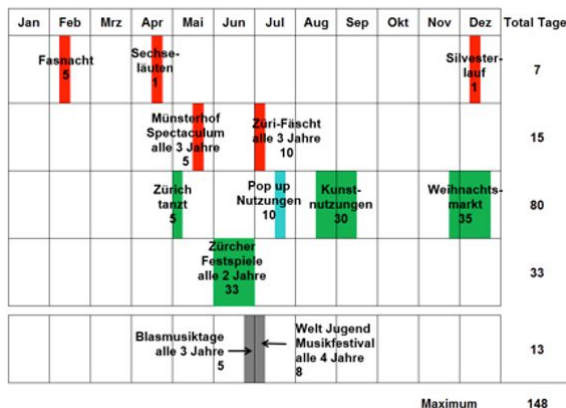 Jan Feb Mrz Apr Mai Jun Jul Aug Sep Okt Nov Dez Total Tage
Fasnacht
5
Sechse-
läuten
1
Silvester-
lauf
1
7
Münsterhof
Spectaculum
alle 3 Jahre
5
Züri-Fäscht
alle 3 Jahre
10
15
Zürich
tanzt
5
Pop up
Nutzungen
10
Kunst-
nutzungen
30
Weihnachts-
markt
35
80
Zürcher
Festspiele
alle 2 Jahre
33
33
Blasmusiktage
alle 3 Jahre
5
Welt Jugend
Musikfestival
alle 4 Jahre
8
13
Maximum 148